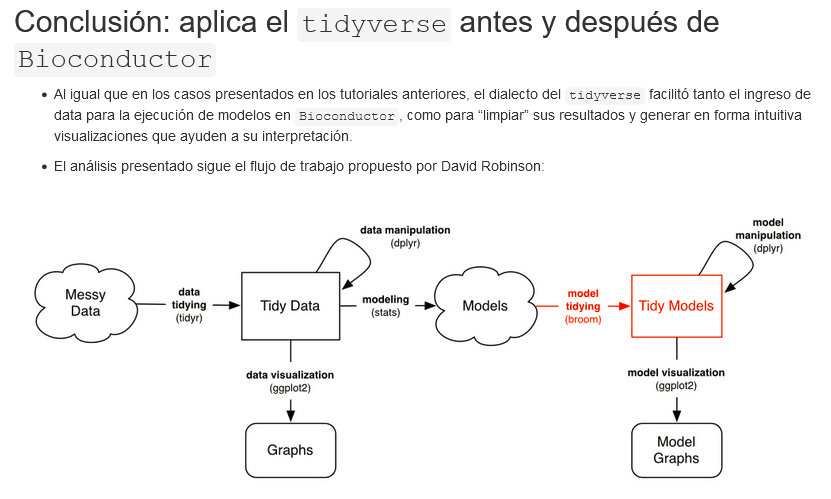 Conclusión: aplica el tidyverse antes y después de
Bioconductor
• Al igual que en los casos presentados en los tutoriales anteriores, el dialecto del tidyverse facilitó tanto el ingreso de
data para la ejecución de modelos en Bioconductor, como para “limpiar” sus resultados y generar en forma intuitiva
visualizaciones que ayuden a su interpretación.
• El análisis presentado sigue el flujo de trabajo propuesto por David Robinson:
Messy
Data
data
tidying
(tidyr)
Tidy Data
data manipulation
(dplyr)
modeling
(stats)
Models
model
tidying
(broom)
Tidy Models
model
manipulation
(dplyr)
data visualization
(ggplot2)
Graphs
model visualization
(ggplot2)
Model
Graphs